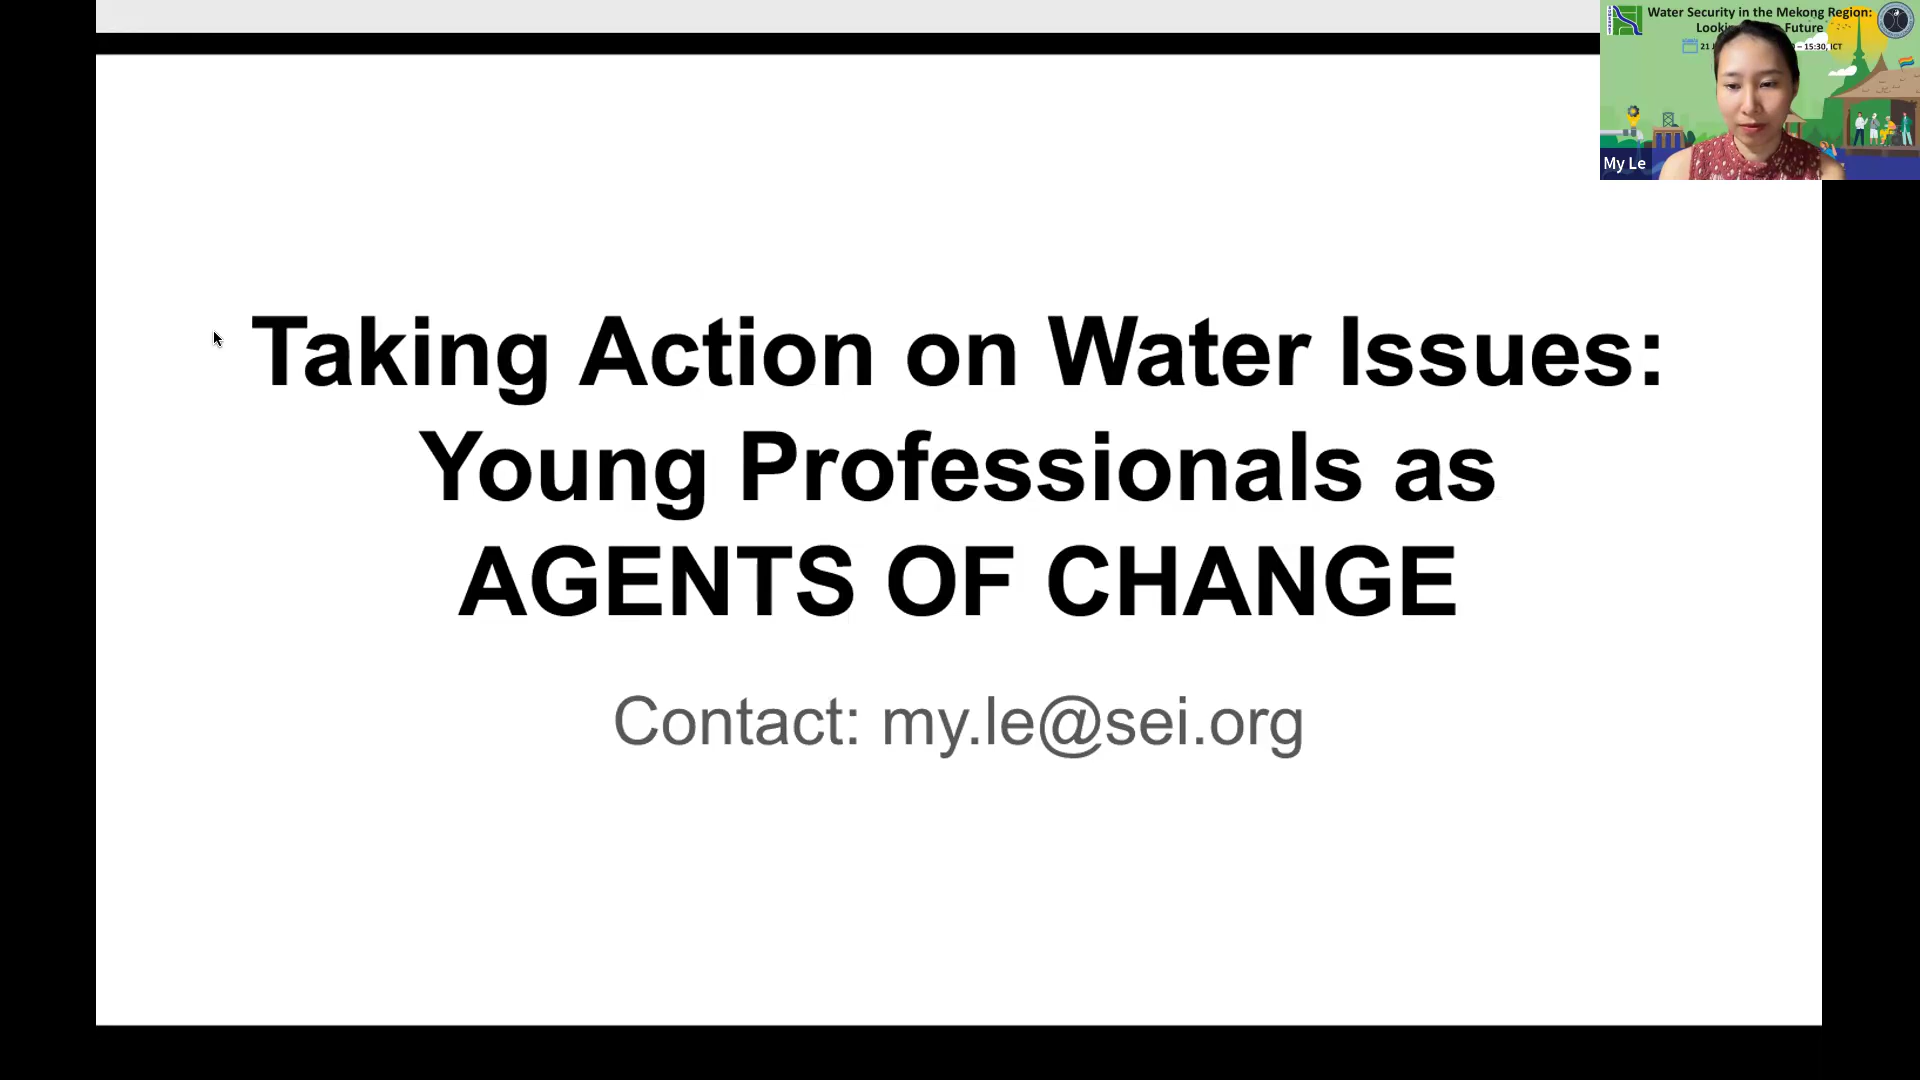 Taking Action on Water Issues:
Young Professionals as
AGENTS OF CHANGE
Contact: my.le@sei.org
Water Security in the Mekong Region:
Future
21
– 15:30, ICT
My Le